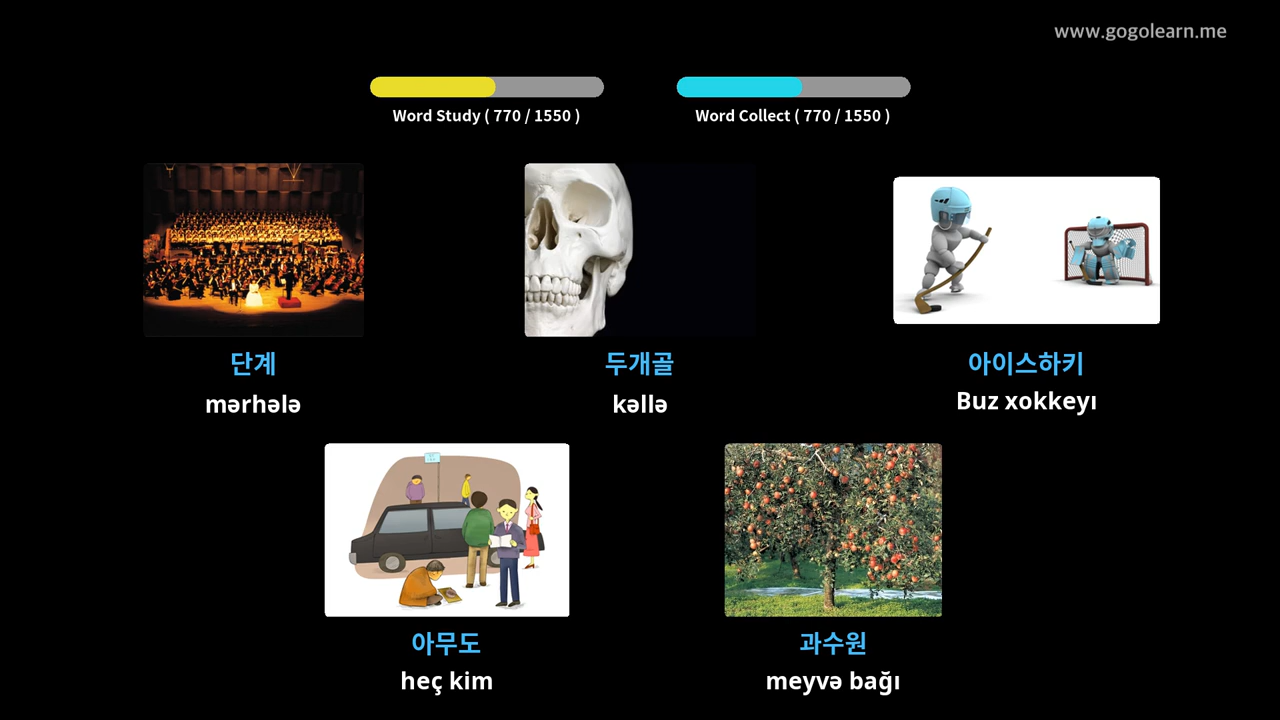 www.gogolearn.me
Word Study ( 770 / 1550 )
Word Collect ( 770 / 1550 )
단계
mərhələ
두개골
kəllə
아이스하키
Buz xokkeyı
아무도
heç kim
과수원
meyvə bağı